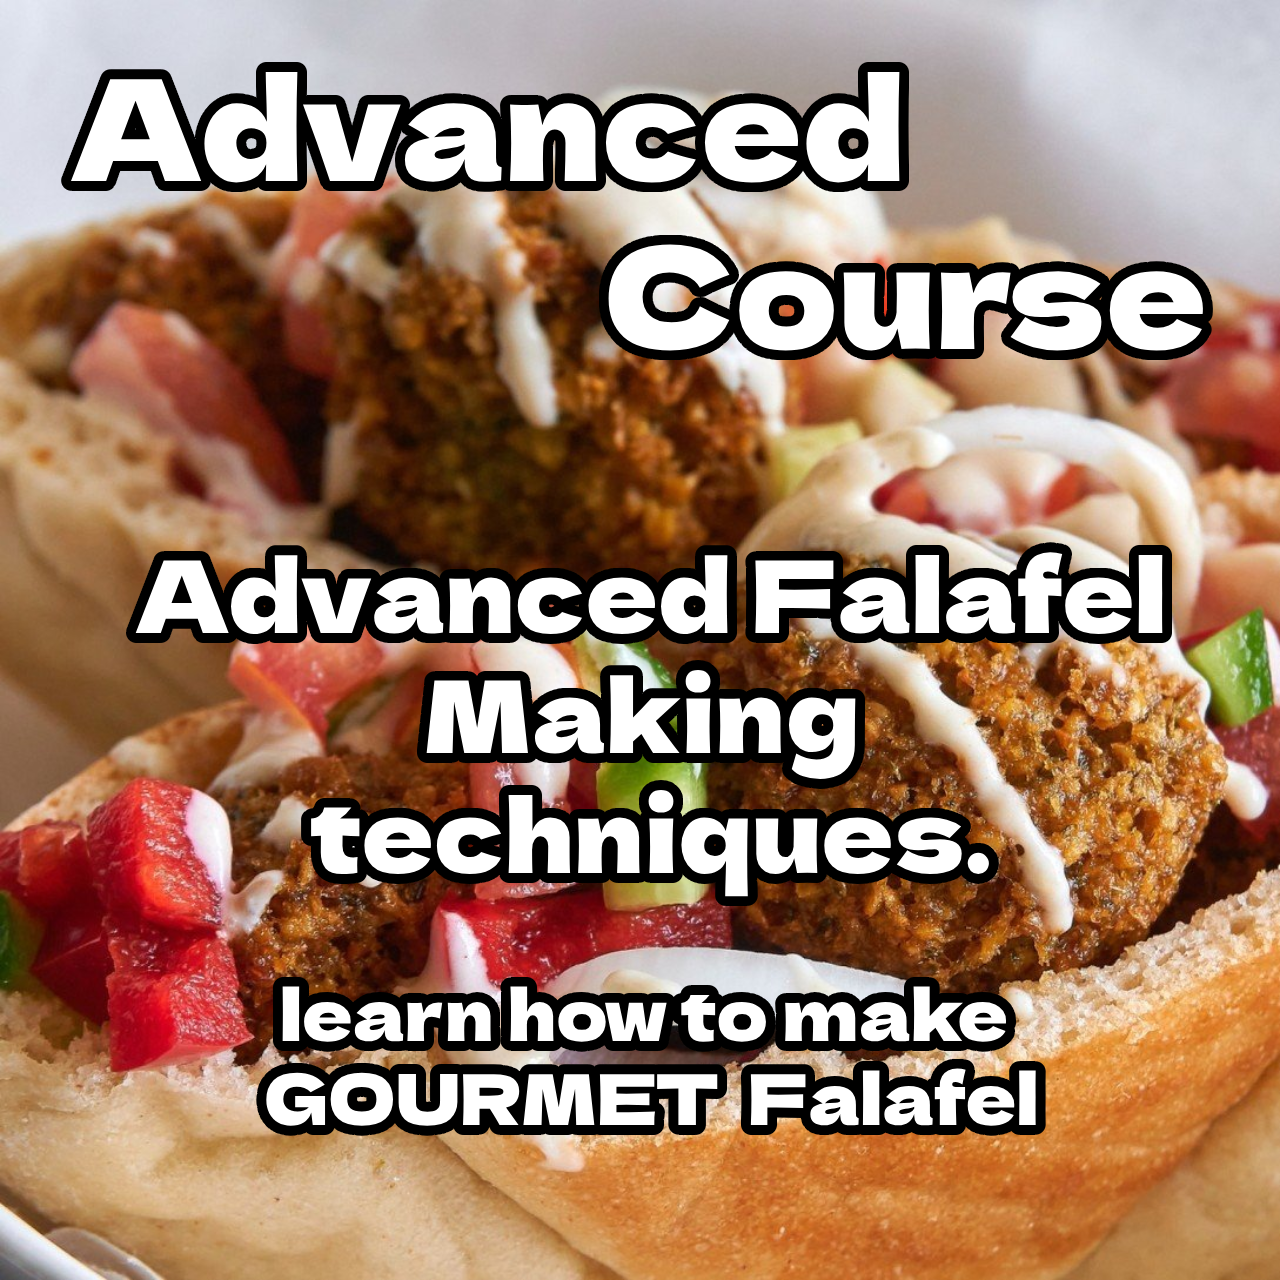 Advanced
Course
Advanced Falafel
Making
techniques.
learn how to make
GOURMET Falafel